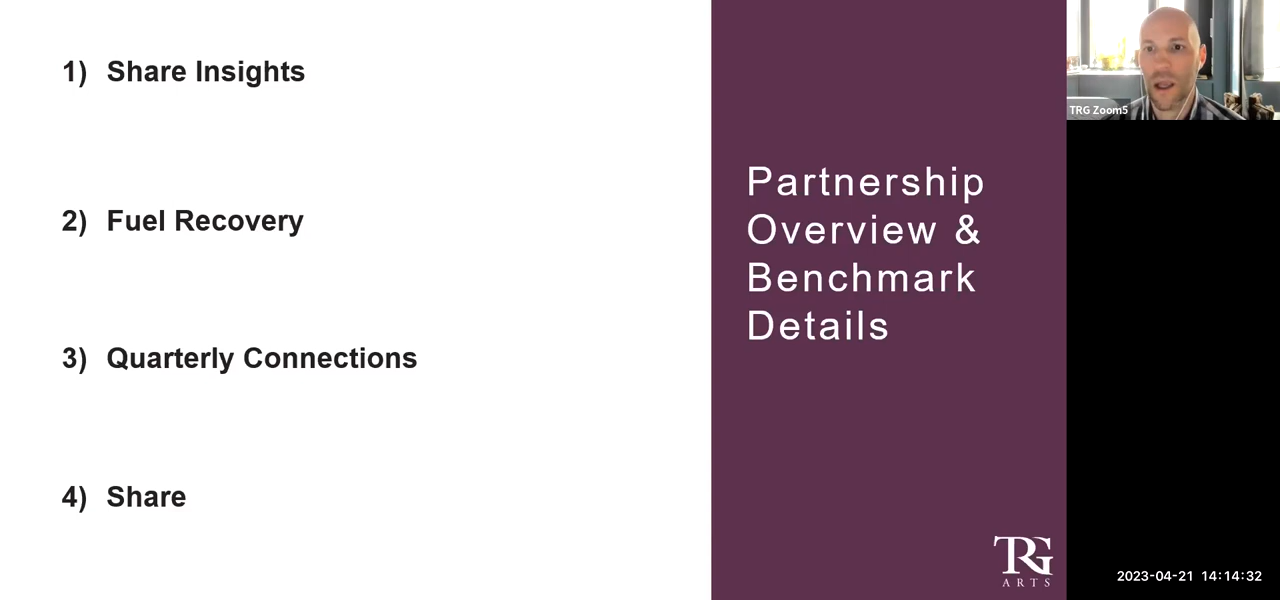 1) Share Insights
2) Fuel Recovery
3) Quarterly Connections
4) Share
Partnership
Overview &
Benchmark
Details
TRG
ARTS
TRG Zoom5
2023-04-21 14:14:32